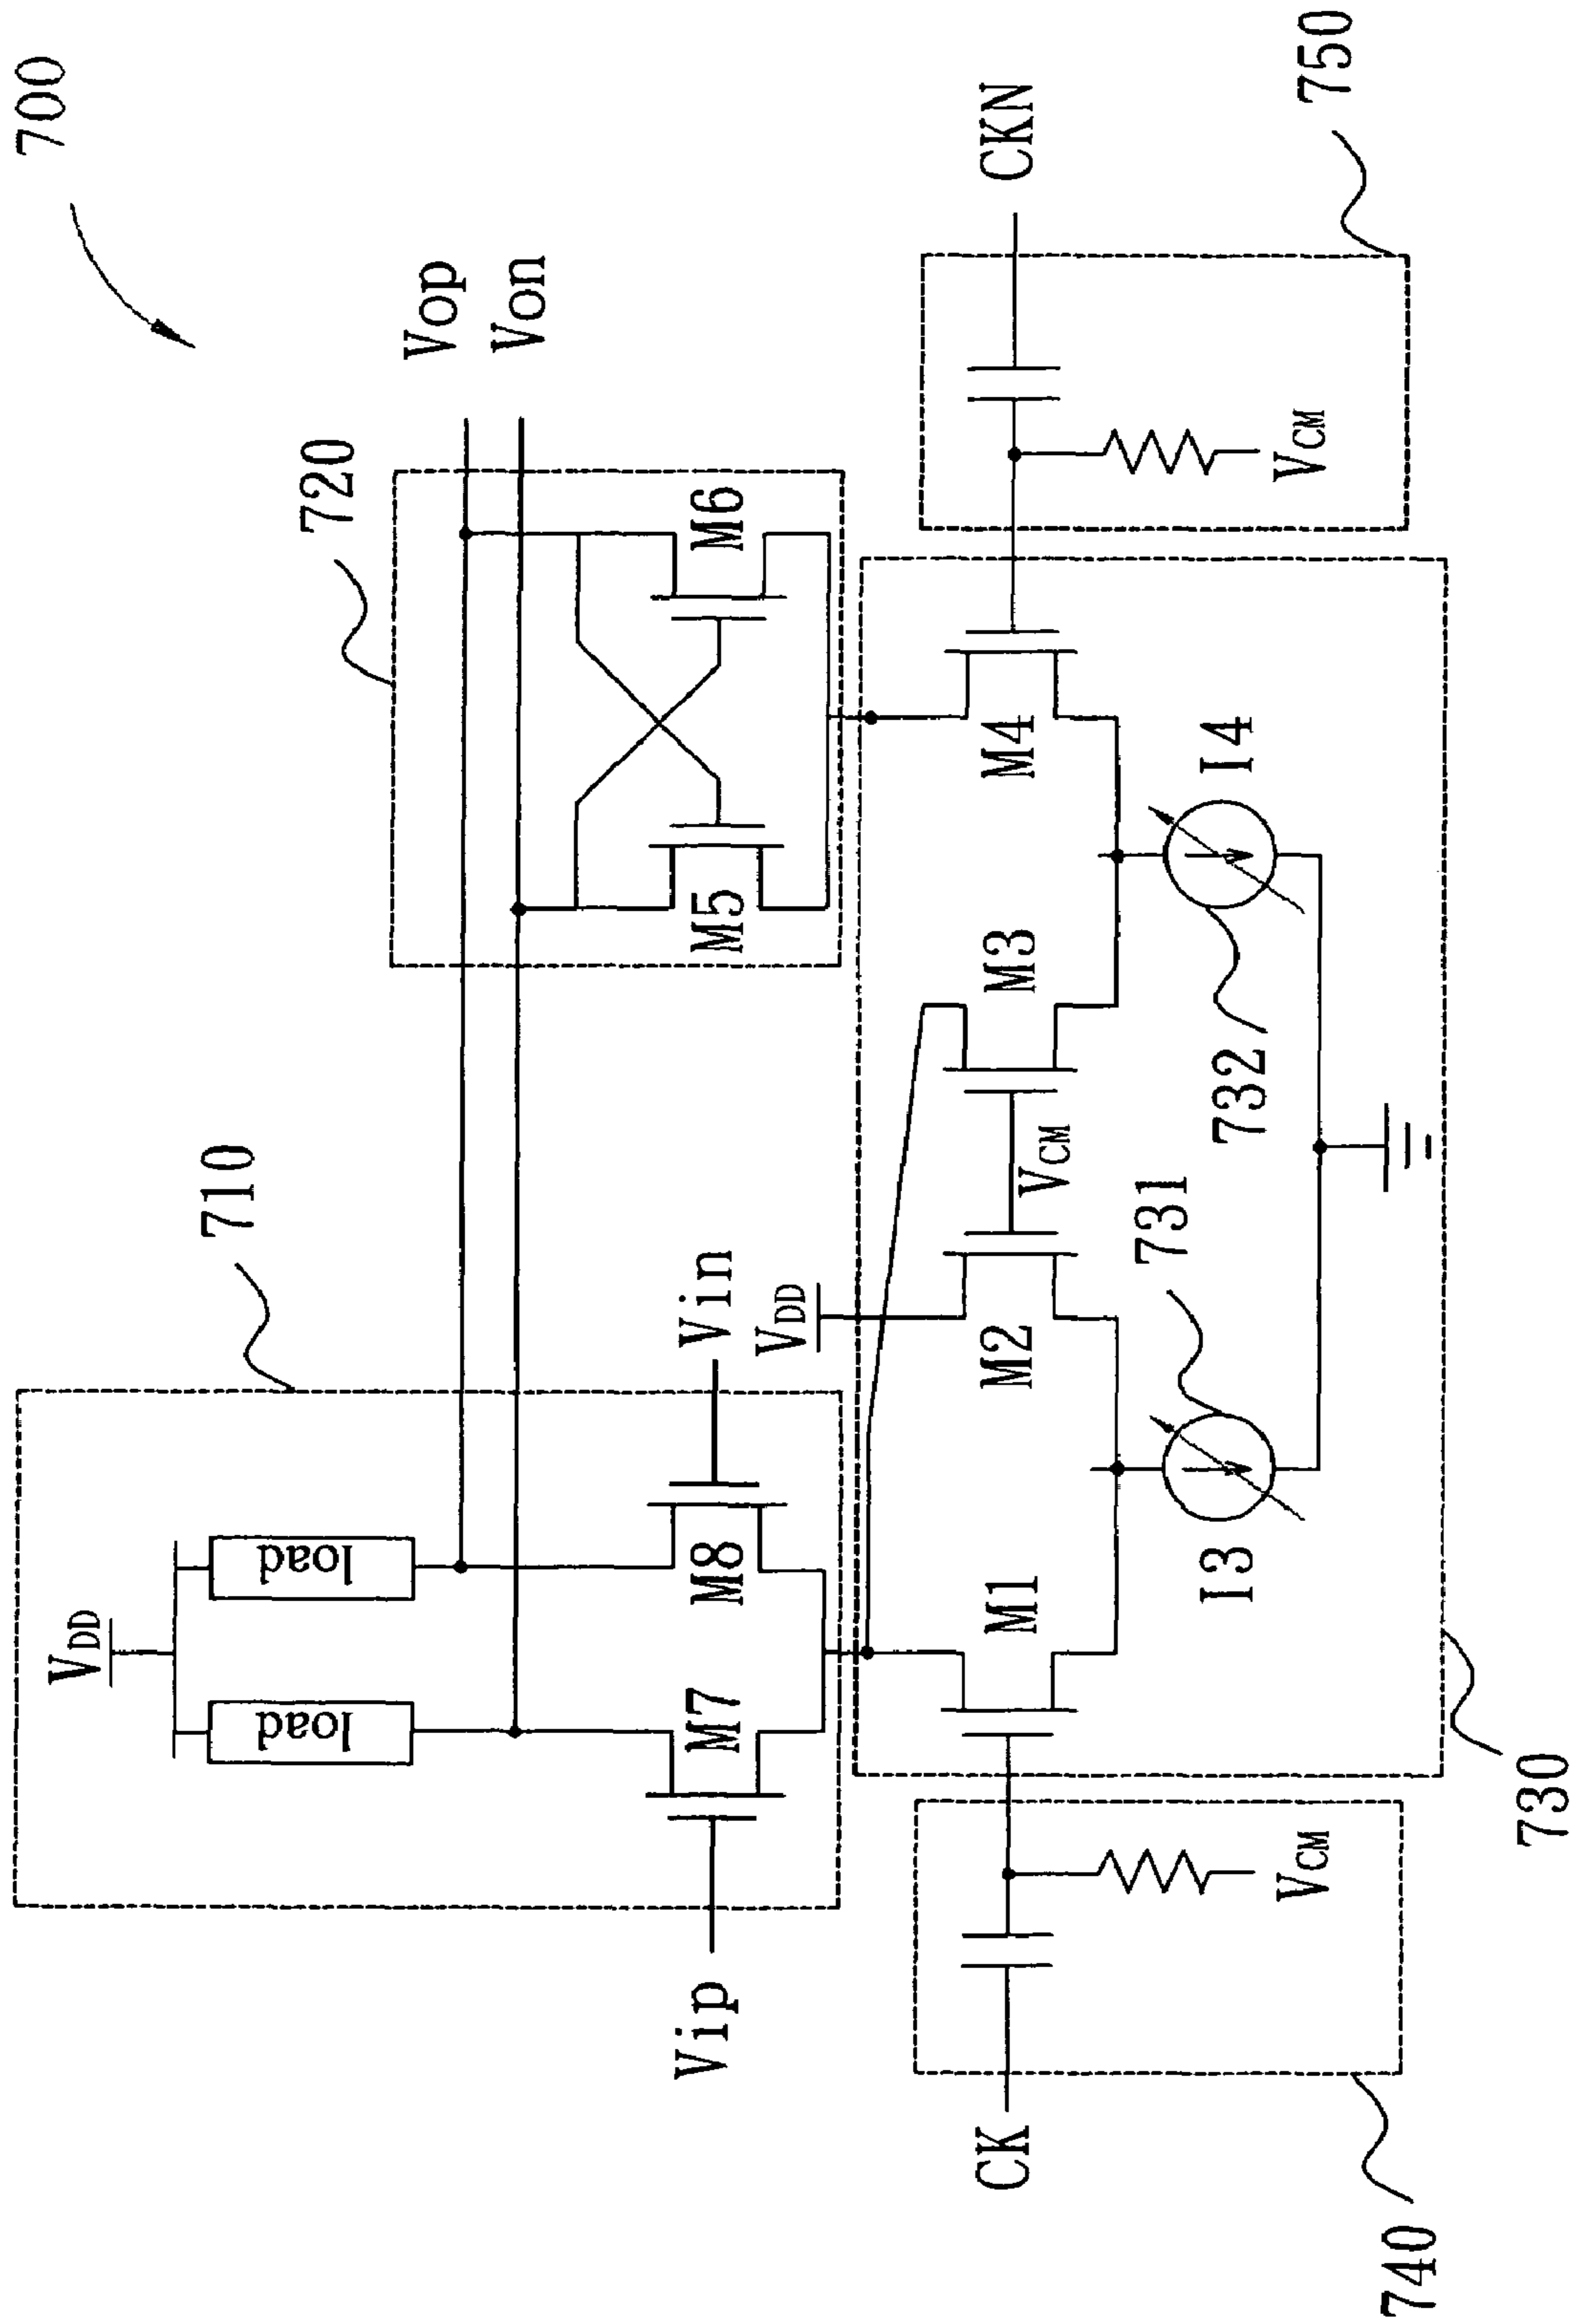 700
710
720
Vop
Von
VDD
load
load
M7
M8
Vip
Vin
M5
M6
VDD
M1
M2
VCM
M3
M4
CK
CKN
VCM
VCM
I3
731
732
I4
740
730
750